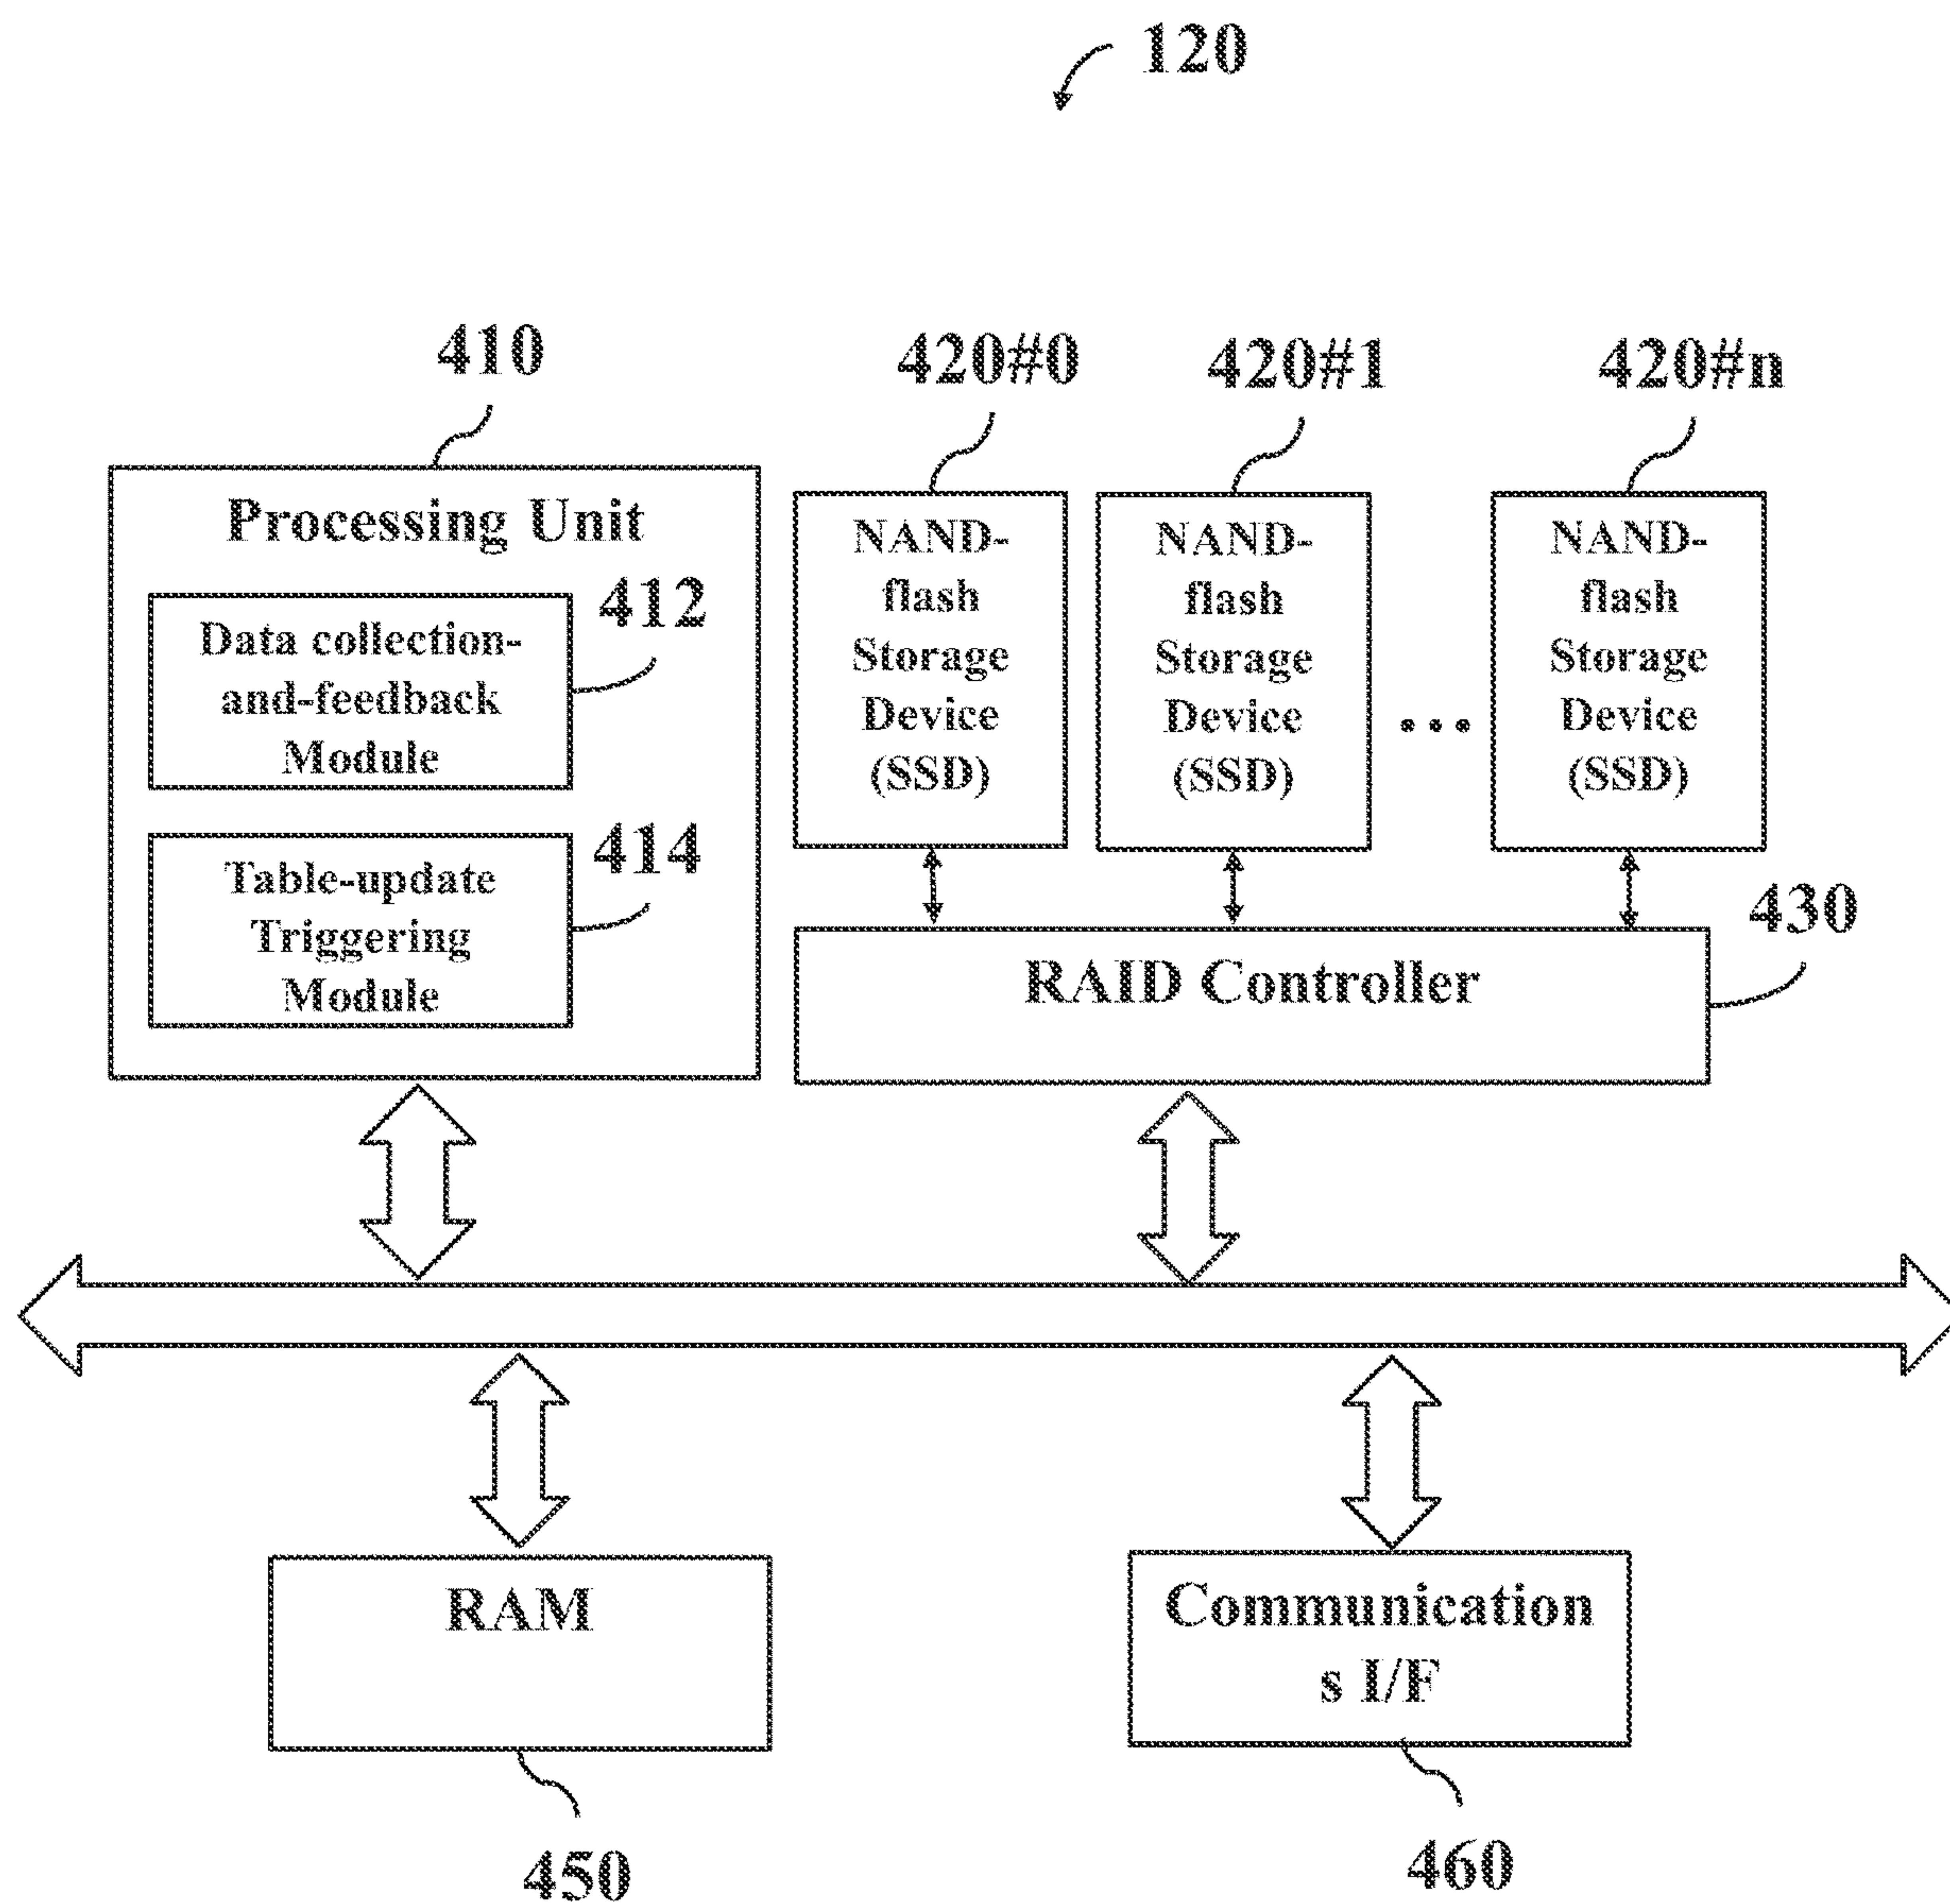 120
410
420#0
420#1
420#n
Processing Unit
412
Data collection-
and-feedback
Module
414
Table-update
Triggering
Module
NAND-
flash
Storage
Device
(SSD)
NAND-
flash
Storage
Device
(SSD)
...
NAND-
flash
Storage
Device
(SSD)
430
RAID Controller
RAM
450
Communication
s I/F
460